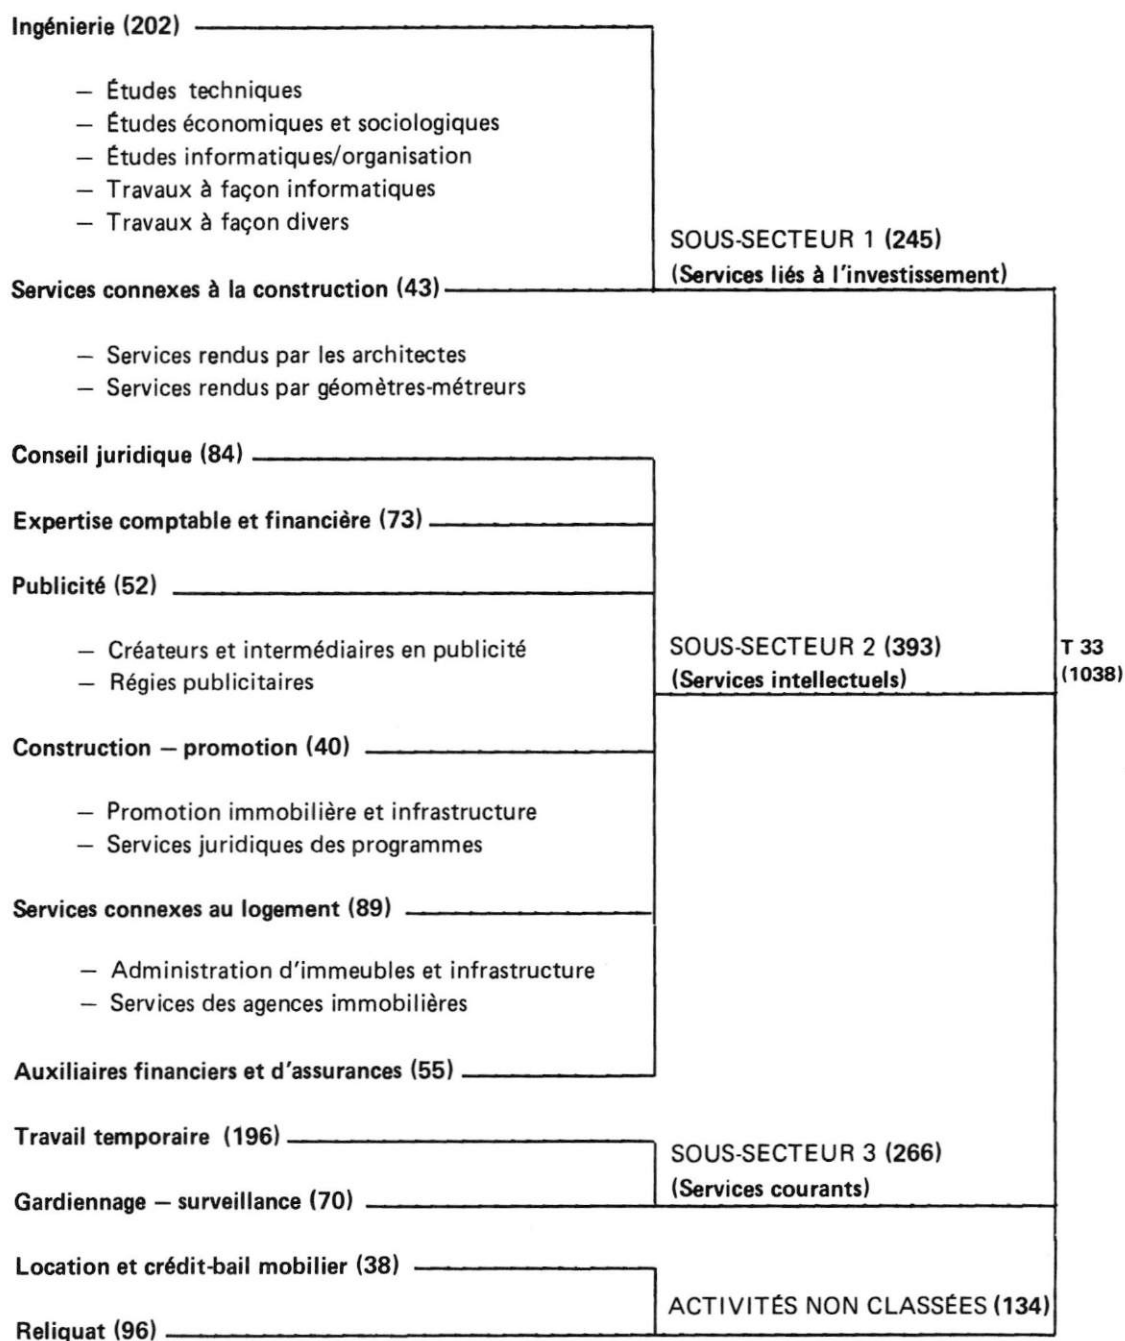 Ingénierie (202)
— Études techniques
— Études économiques et sociologiques
— Études informatiques/organisation
— Travaux à façon informatiques
— Travaux à façon divers
SOUS-SECTEUR 1 (245)
(Services liés à l'investissement)
Services connexes à la construction (43)
— Services rendus par les architectes
— Services rendus par géomètres-métreurs
Conseil juridique (84)
Expertise comptable et financière (73)
Publicité (52)
— Créateurs et intermédiaires en publicité
— Régies publicitaires
SOUS-SECTEUR 2 (393)
(Services intellectuels)
T 33
(1038)
Construction — promotion (40)
— Promotion immobilière et infrastructure
— Services juridiques des programmes
Services connexes au logement (89)
— Administration d'immeubles et infrastructure
— Services des agences immobilières
Auxiliaires financiers et d'assurances (55)
Travail temporaire (196)
SOUS-SECTEUR 3 (266)
(Services courants)
Gardiennage — surveillance (70)
Location et crédit-bail mobilier (38)
ACTIVITÉS NON CLASSÉES (134)
Reliquat (96)